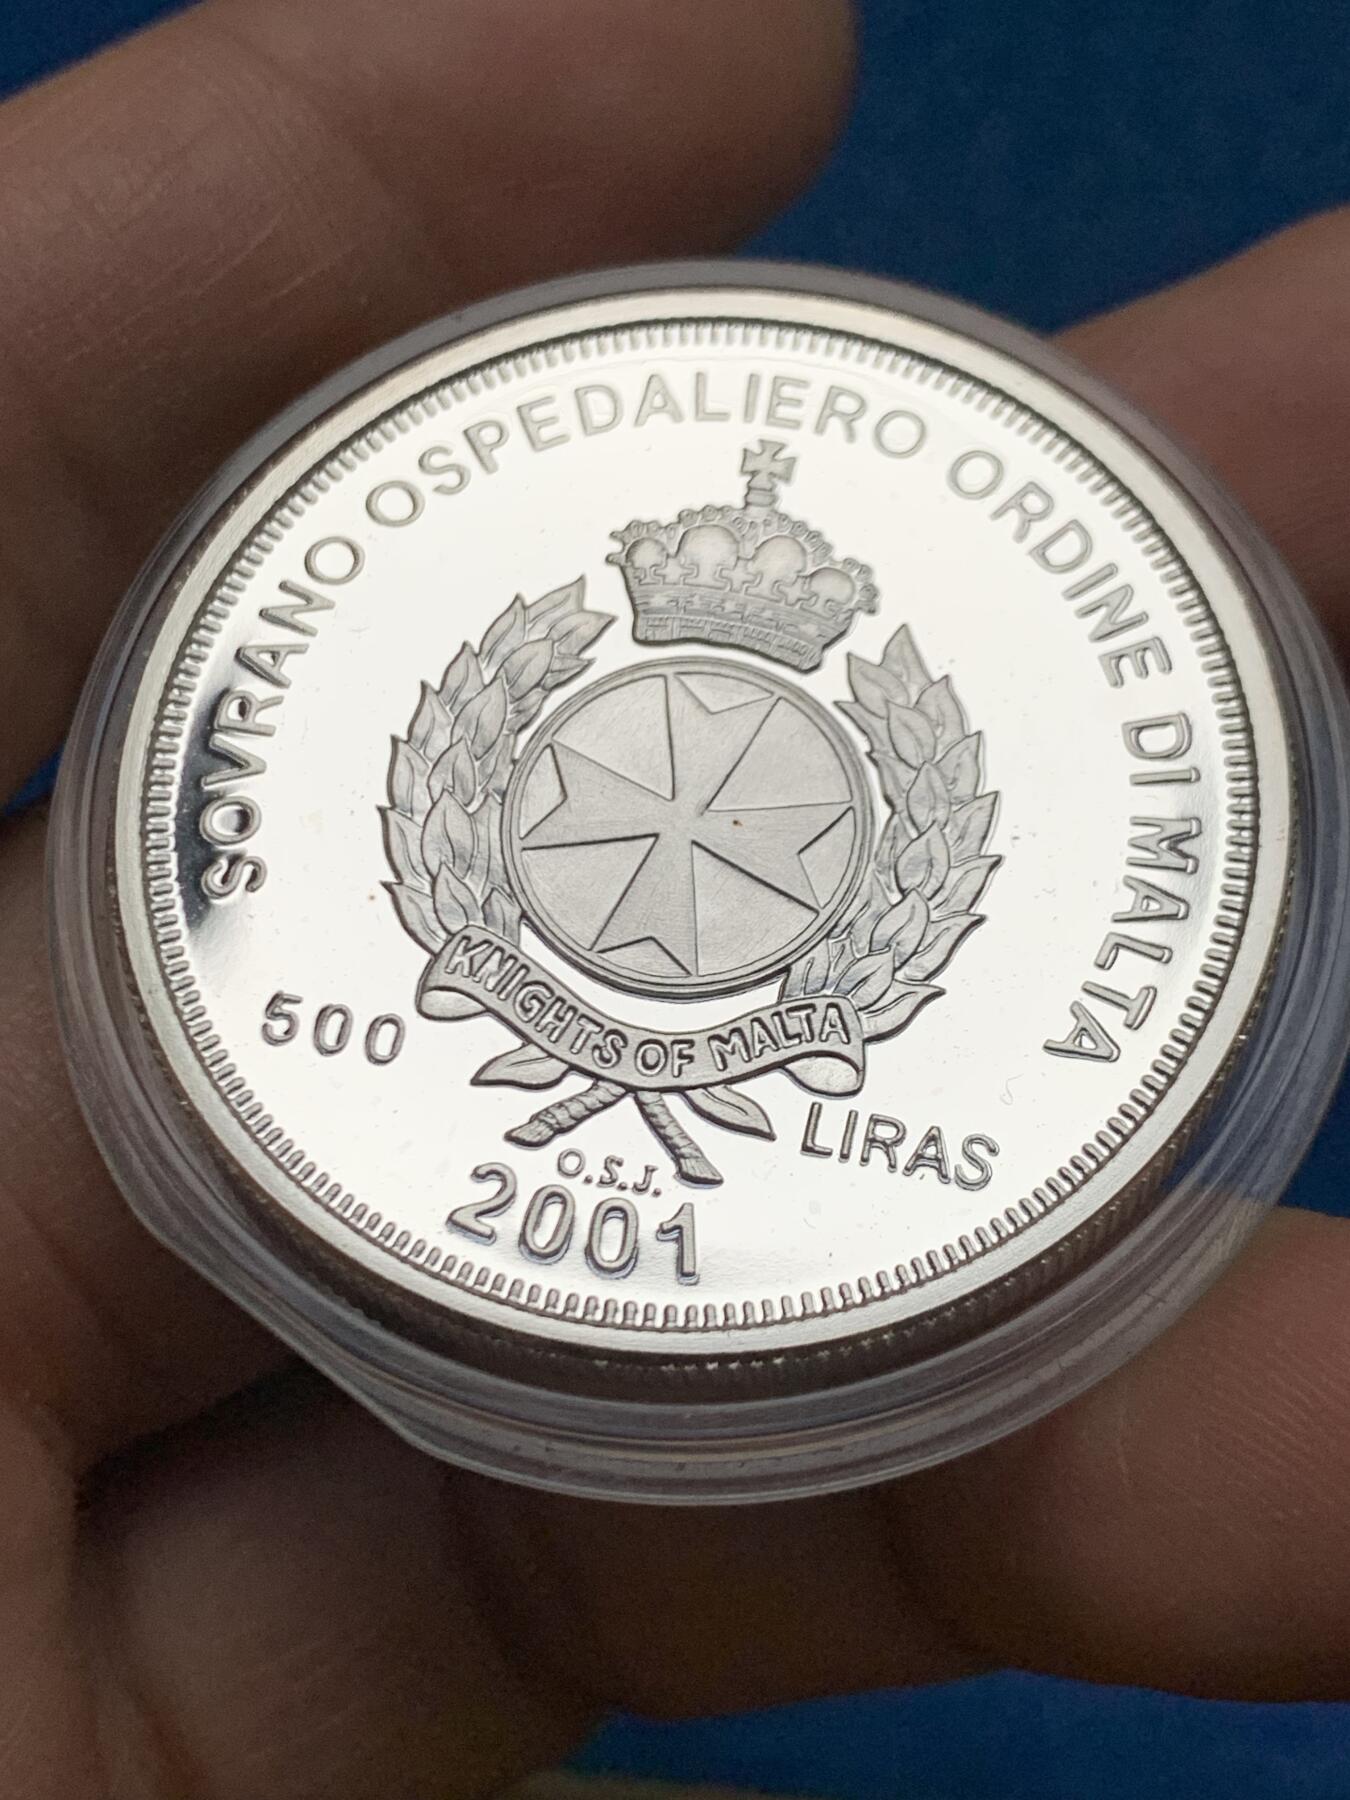 SOVRANO OSPEDALIERO ORDINE DI MALTA
KNIGHTS OF MALTA
500 LIRAS
O.S.J.
2001